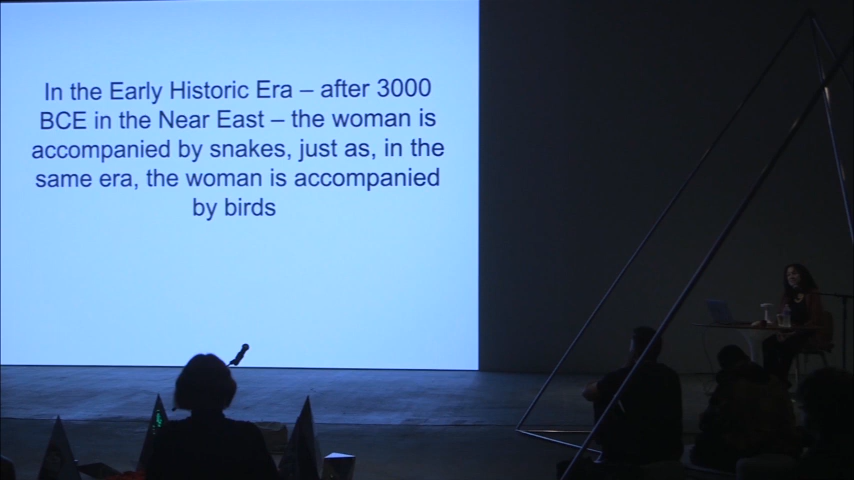 In the Early Historic Era – after 3000
BCE in the Near East – the woman is
accompanied by snakes, just as, in the
same era, the woman is accompanied
by birds